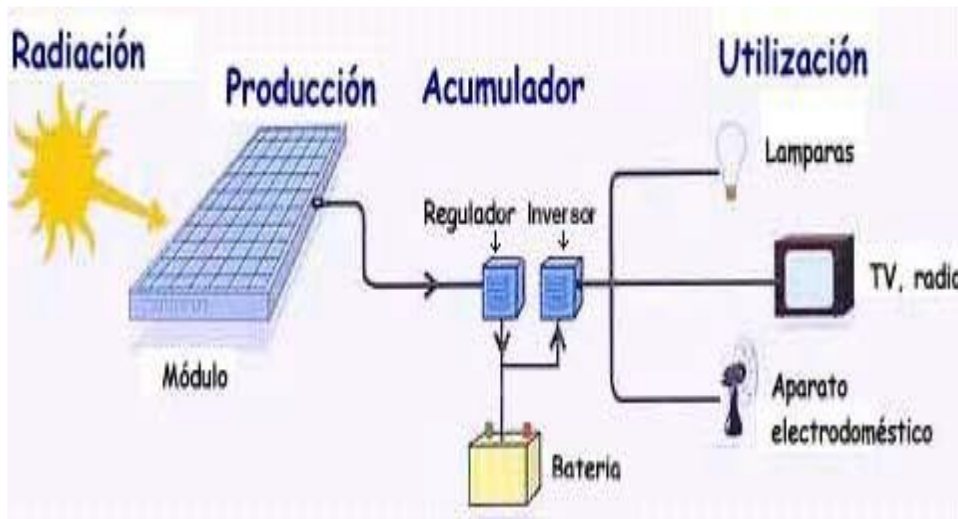 Radiación
Producción
Acumulador
Utilización
Lamparas
Regulador Inversor
TV, radio
Módulo
Aparato
electrodoméstico
Bateria